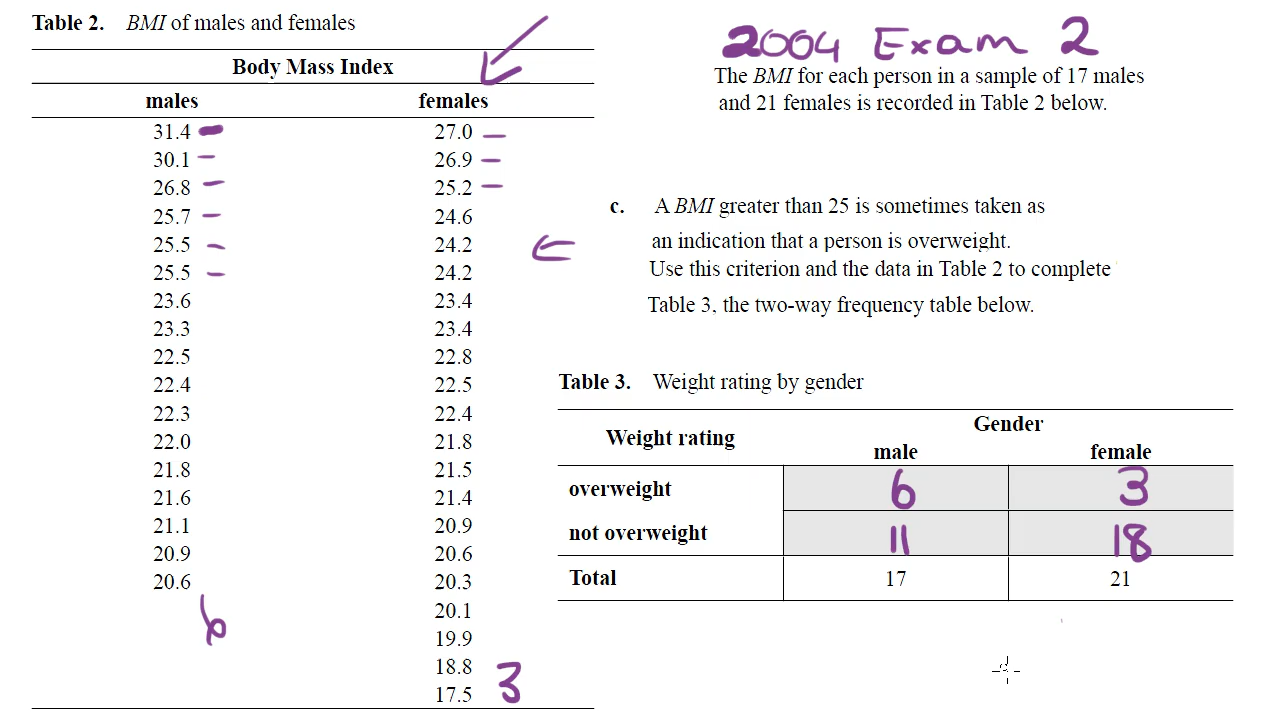 Table 2. BMI of males and females
Body Mass Index
males females
31.4 27.0
30.1 26.9
26.8 25.2
25.7 24.6
25.5 24.2
25.5 24.2
23.6 23.4
23.3 23.4
22.5 22.8
22.4 22.5
22.3 22.4
22.0 21.8
21.8 21.5
21.6 21.4
21.1 20.9
20.9 20.6
20.6 20.3
20.1
6 19.9
18.8
17.5 3
2004 Exam 2
The BMI for each person in a sample of 17 males
and 21 females is recorded in Table 2 below.
c. A BMI greater than 25 is sometimes taken as
an indication that a person is overweight.
Use this criterion and the data in Table 2 to complete
Table 3, the two-way frequency table below.
Table 3. Weight rating by gender
Gender
Weight rating
male female
overweight 6 3
not overweight 11 18
Total 17 21